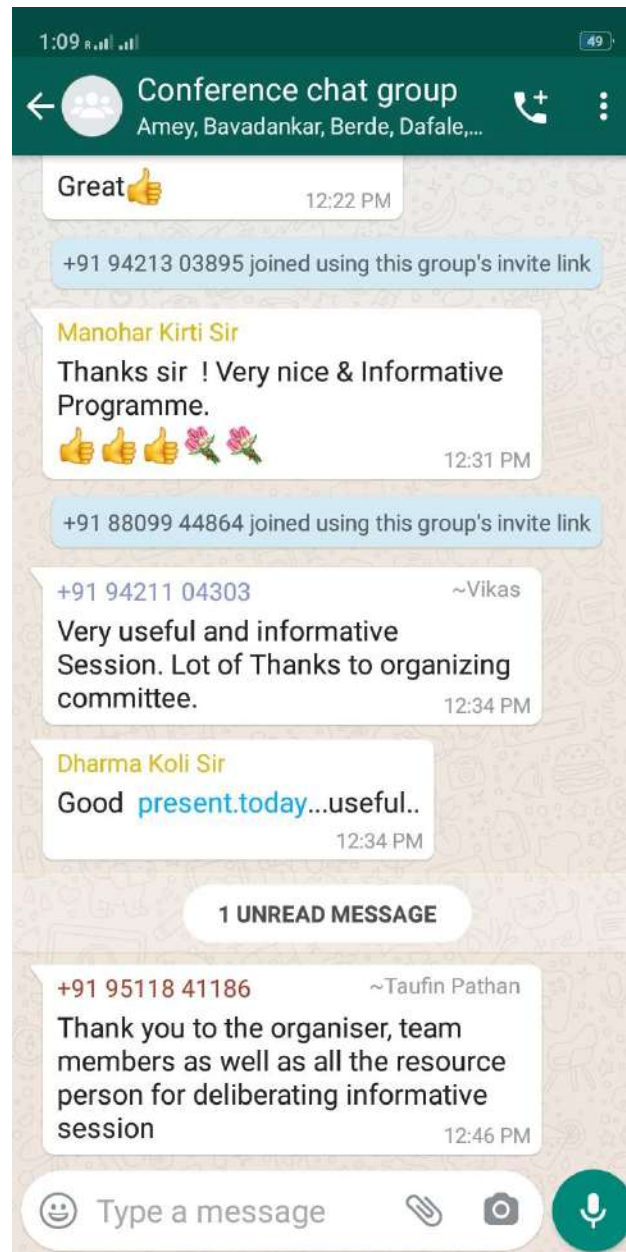 1:09
49
Conference chat group
Amey, Bavadankar, Berde, Dafale,...
Great👍
12:22 PM
+91 94213 03895 joined using this group's invite link
Manohar Kirti Sir
Thanks sir ! Very nice & Informative
Programme.
👍👍👍💐💐
12:31 PM
+91 88099 44864 joined using this group's invite link
+91 94211 04303 ~Vikas
Very useful and informative
Session. Lot of Thanks to organizing
committee.
12:34 PM
Dharma Koli Sir
Good present.today...useful..
12:34 PM
1 UNREAD MESSAGE
+91 95118 41186 ~Taufin Pathan
Thank you to the organiser, team
members as well as all the resource
person for deliberating informative
session
12:46 PM
Type a message